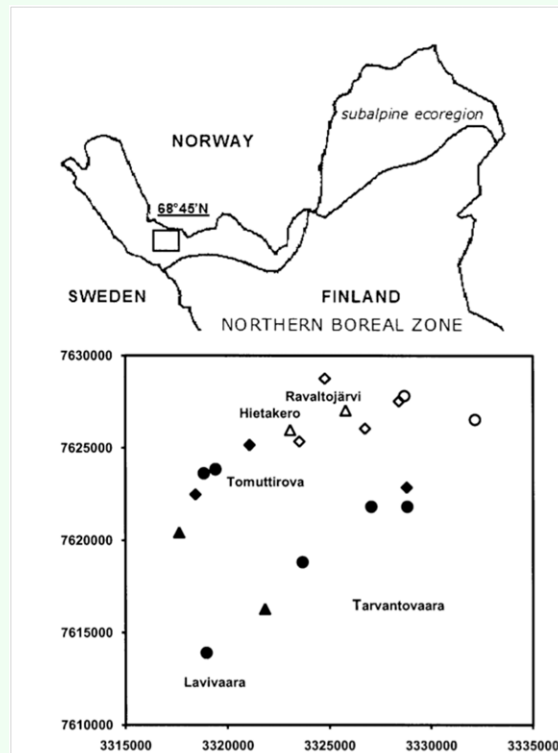 subalpine ecoregion
NORWAY
68°45'N
SWEDEN
FINLAND
NORTHERN BOREAL ZONE
7630000
Ravaltojärvi
Hietakero
7625000
Tomuttirova
7620000
Tarvantovaara
7615000
Lavivaara
7610000
3315000 3320000 3325000 3330000 3335000